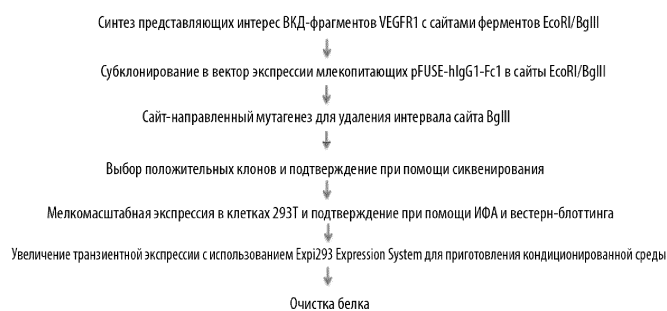 Синтез представляющих интерес ВКД-фрагментов VEGFR1 с сайтами ферментов EcoRI/BglII
Субклонирование в вектор экспрессии млекопитающих pFUSE-hIgG1-Fc1 в сайты EcoRI/BglII
Сайт-направленный мутагенез для удаления интервала сайта BglII
Выбор положительных клонов и подтверждение при помощи сиквенирования
Мелкомасштабная экспрессия в клетках 293T и подтверждение при помощи ИФА и вестерн-блоттинга
Увеличение транзиентной экспрессии с использованием Expi293 Expression System для приготовления кондиционированной среды
Очистка белка